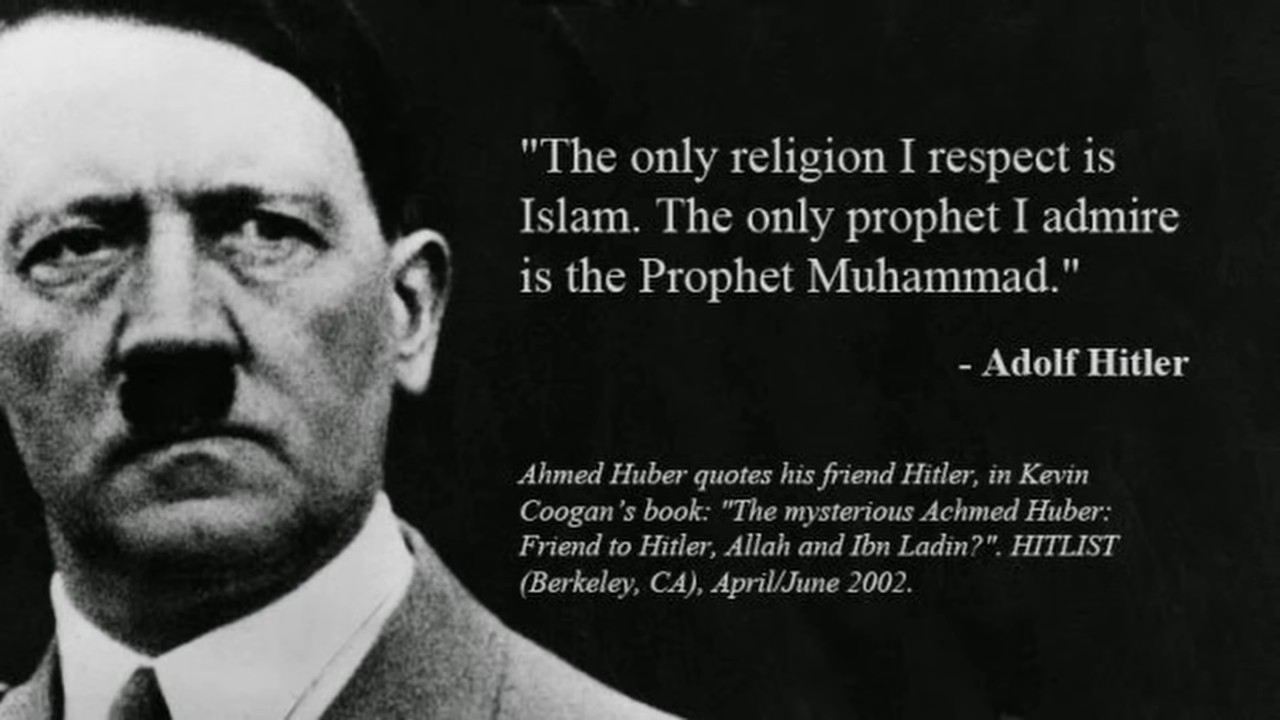 "The only religion I respect is
Islam. The only prophet I admire
is the Prophet Muhammad."
- Adolf Hitler
Ahmed Huber quotes his friend Hitler, in Kevin
Coogan's book: "The mysterious Achmed Huber:
Friend to Hitler, Allah and Ibn Ladin?". HITLIST
(Berkeley, CA), April/June 2002.